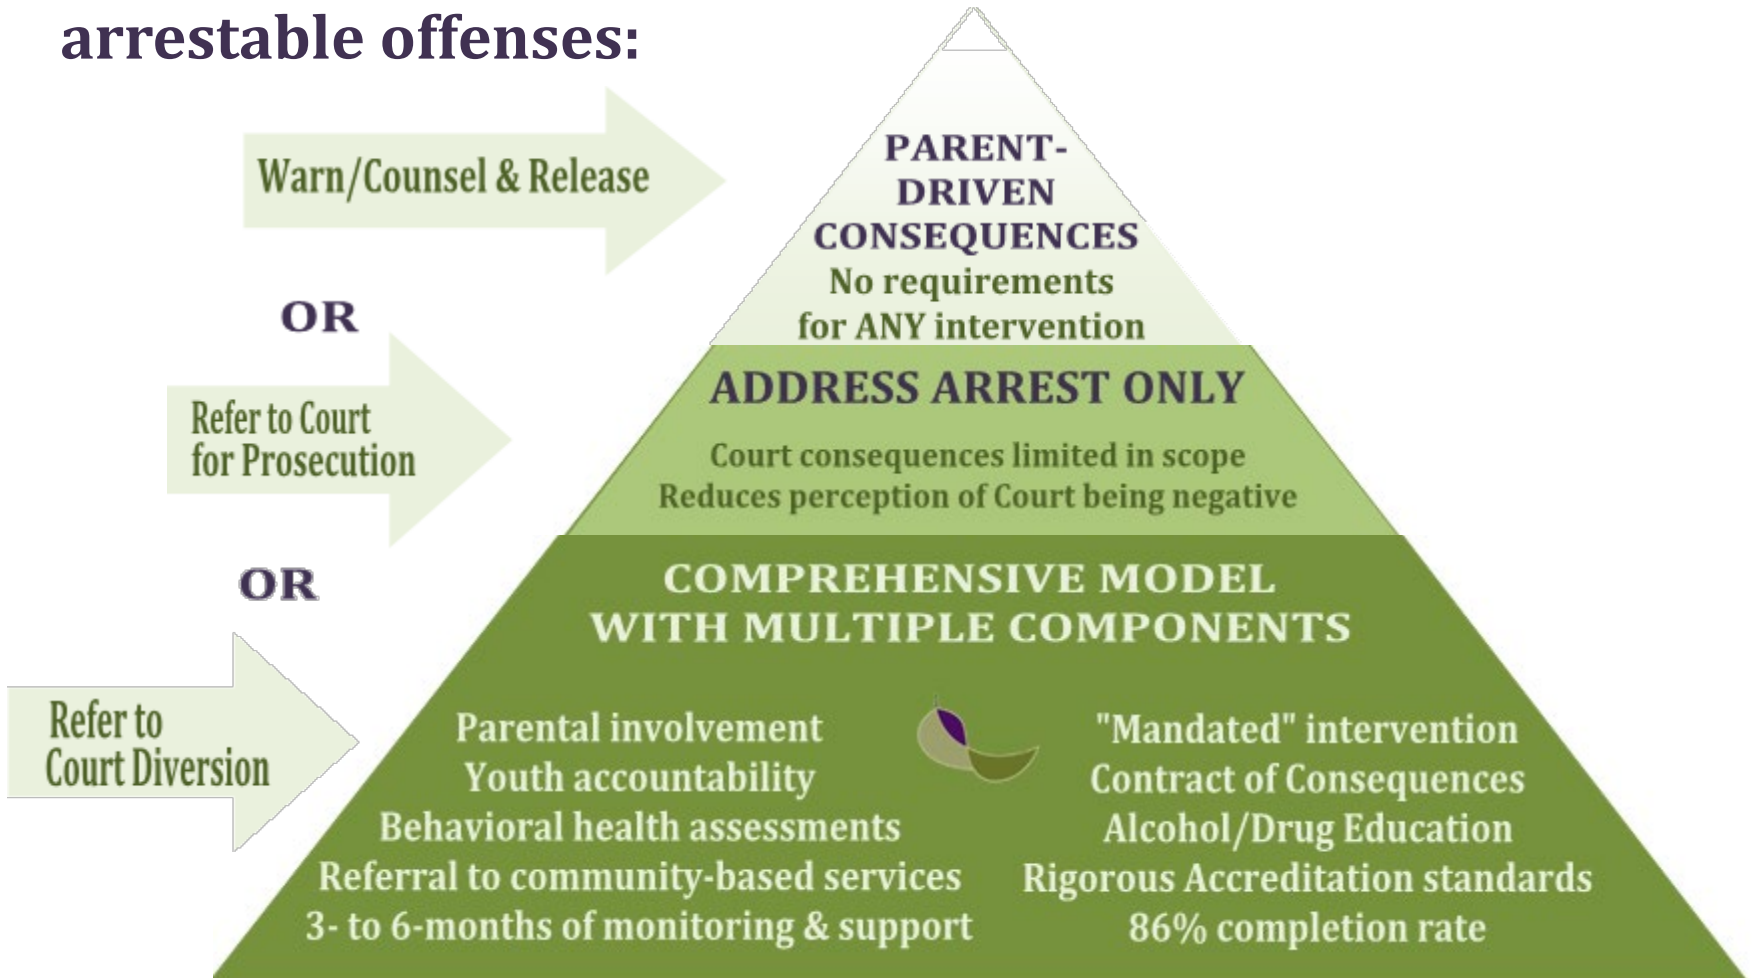 arrestable offenses:
Warn/Counsel & Release
OR
Refer to Court
for Prosecution
OR
Refer to
Court Diversion
PARENT-
DRIVEN
CONSEQUENCES
No requirements
for ANY intervention
ADDRESS ARREST ONLY
Court consequences limited in scope
Reduces perception of Court being negative
COMPREHENSIVE MODEL
WITH MULTIPLE COMPONENTS
Parental involvement
Youth accountability
Behavioral health assessments
Referral to community-based services
3- to 6-months of monitoring & support
"Mandated" intervention
Contract of Consequences
Alcohol/Drug Education
Rigorous Accreditation standards
86% completion rate